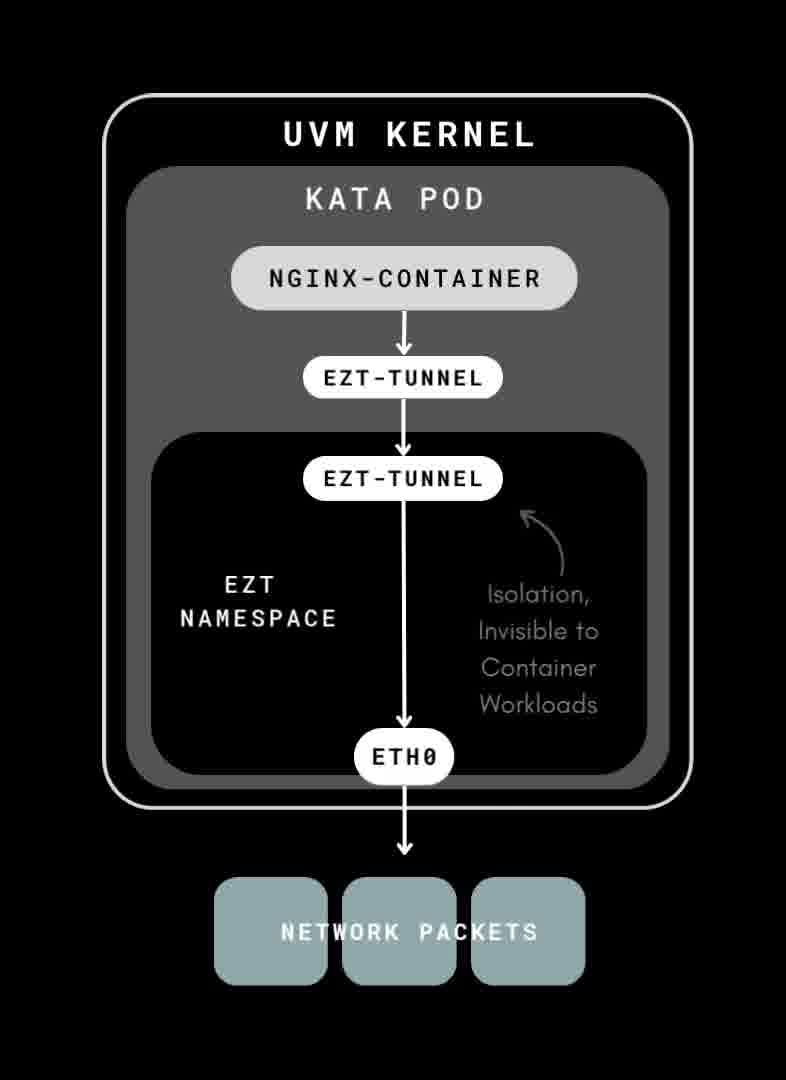 UVM KERNEL
KATA POD
NGINX-CONTAINER
EZT-TUNNEL
EZT-TUNNEL
EZT
NAMESPACE
Isolation,
Invisible to
Container
Workloads
ETH0
NETWORK PACKETS